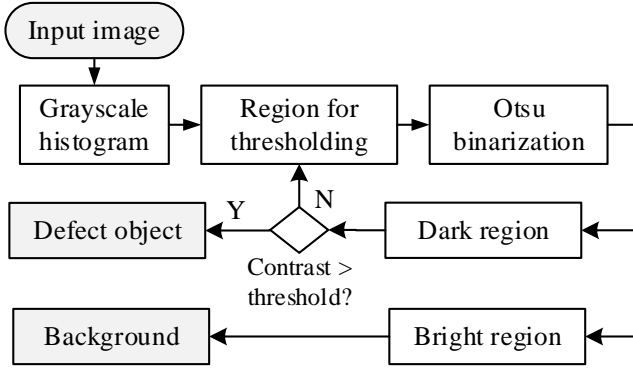 Input image
Grayscale
histogram
Region for
thresholding
Otsu
binarization
Y
N
Defect object
Dark region
Contrast >
threshold?
Background
Bright region